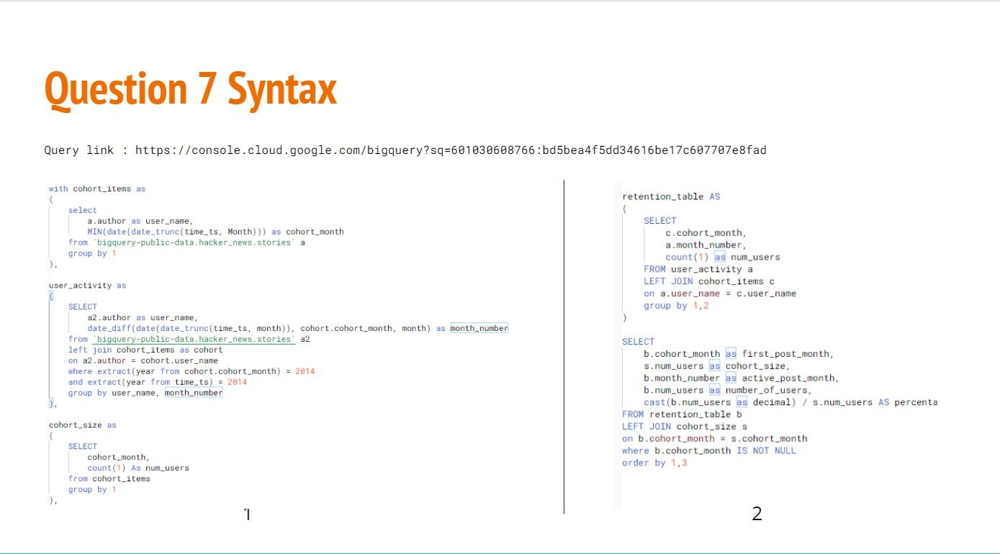 Question 7 Syntax
Query link : https://console.cloud.google.com/bigquery?sq=601030608766:bd5bea4f5dd34616be17c607707e8fad
with cohort_items as
(
select
a.author as user_name,
MIN(date(date_trunc(time_ts, Month))) as cohort_month
from `bigquery-public-data.hacker_news.stories` a
group by 1
),
user_activity as
(
SELECT
a2.author as user_name,
date_diff(date(date_trunc(time_ts, month)), cohort.cohort_month, month) as month_number
from `bigquery-public-data.hacker_news.stories` a2
left join cohort_items as cohort
on a2.author = cohort.user_name
where extract(year from cohort.cohort_month) = 2014
and extract(year from time_ts) = 2014
group by user_name, month_number
),
cohort_size as
(
SELECT
cohort_month,
count(1) As num_users
from cohort_items
group by 1
),
1
retention_table AS
(
SELECT
c.cohort_month,
a.month_number,
count(1) as num_users
FROM user_activity a
LEFT JOIN cohort_items c
on a.user_name = c.user_name
group by 1,2
)
SELECT
b.cohort_month as first_post_month,
s.num_users as cohort_size,
b.month_number as active_post_month,
b.num_users as number_of_users,
cast(b.num_users as decimal) / s.num_users AS percenta
FROM retention_table b
LEFT JOIN cohort_size s
on b.cohort_month = s.cohort_month
where b.cohort_month IS NOT NULL
order by 1,3
2